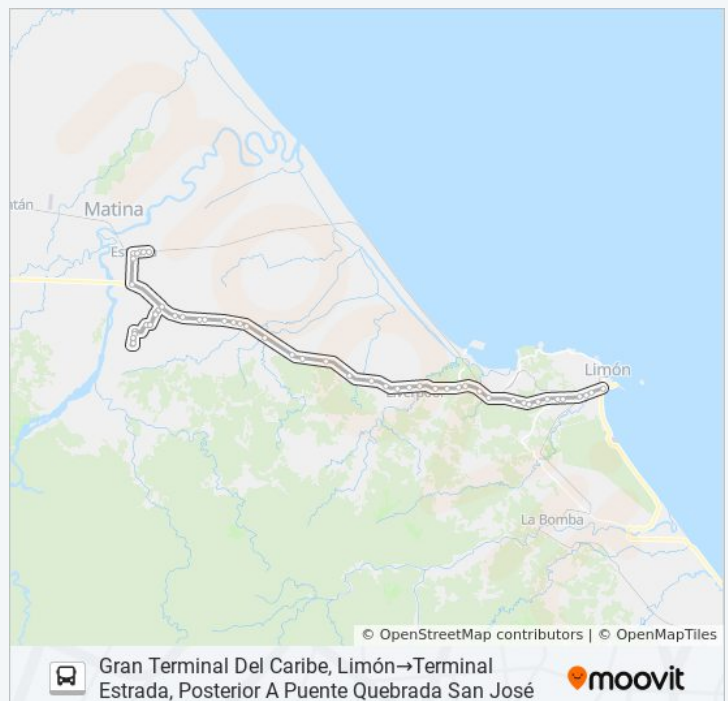 Matina
Limón
La Bomba
© OpenStreetMap contributors | © OpenMapTiles
Gran Terminal Del Caribe, Limón→Terminal
Estrada, Posterior A Puente Quebrada San José
moovit